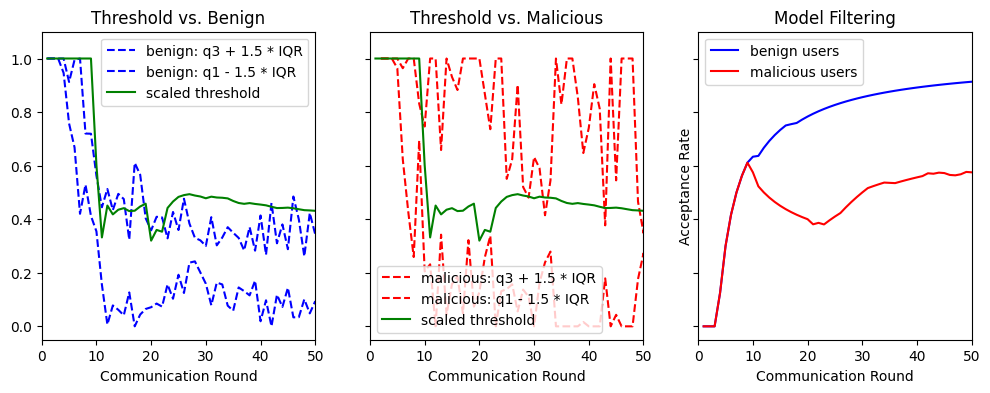 Threshold vs. Benign
benign: q3 + 1.5 * IQR
benign: q1 - 1.5 * IQR
scaled threshold
1.0
0.8
0.6
0.4
0.2
0.0
0
10
20
30
40
50
Communication Round
Threshold vs. Malicious
malicious: q3 + 1.5 * IQR
malicious: q1 - 1.5 * IQR
scaled threshold
0
10
20
30
40
50
Communication Round
Model Filtering
benign users
malicious users
Acceptance Rate
0
10
20
30
40
50
Communication Round